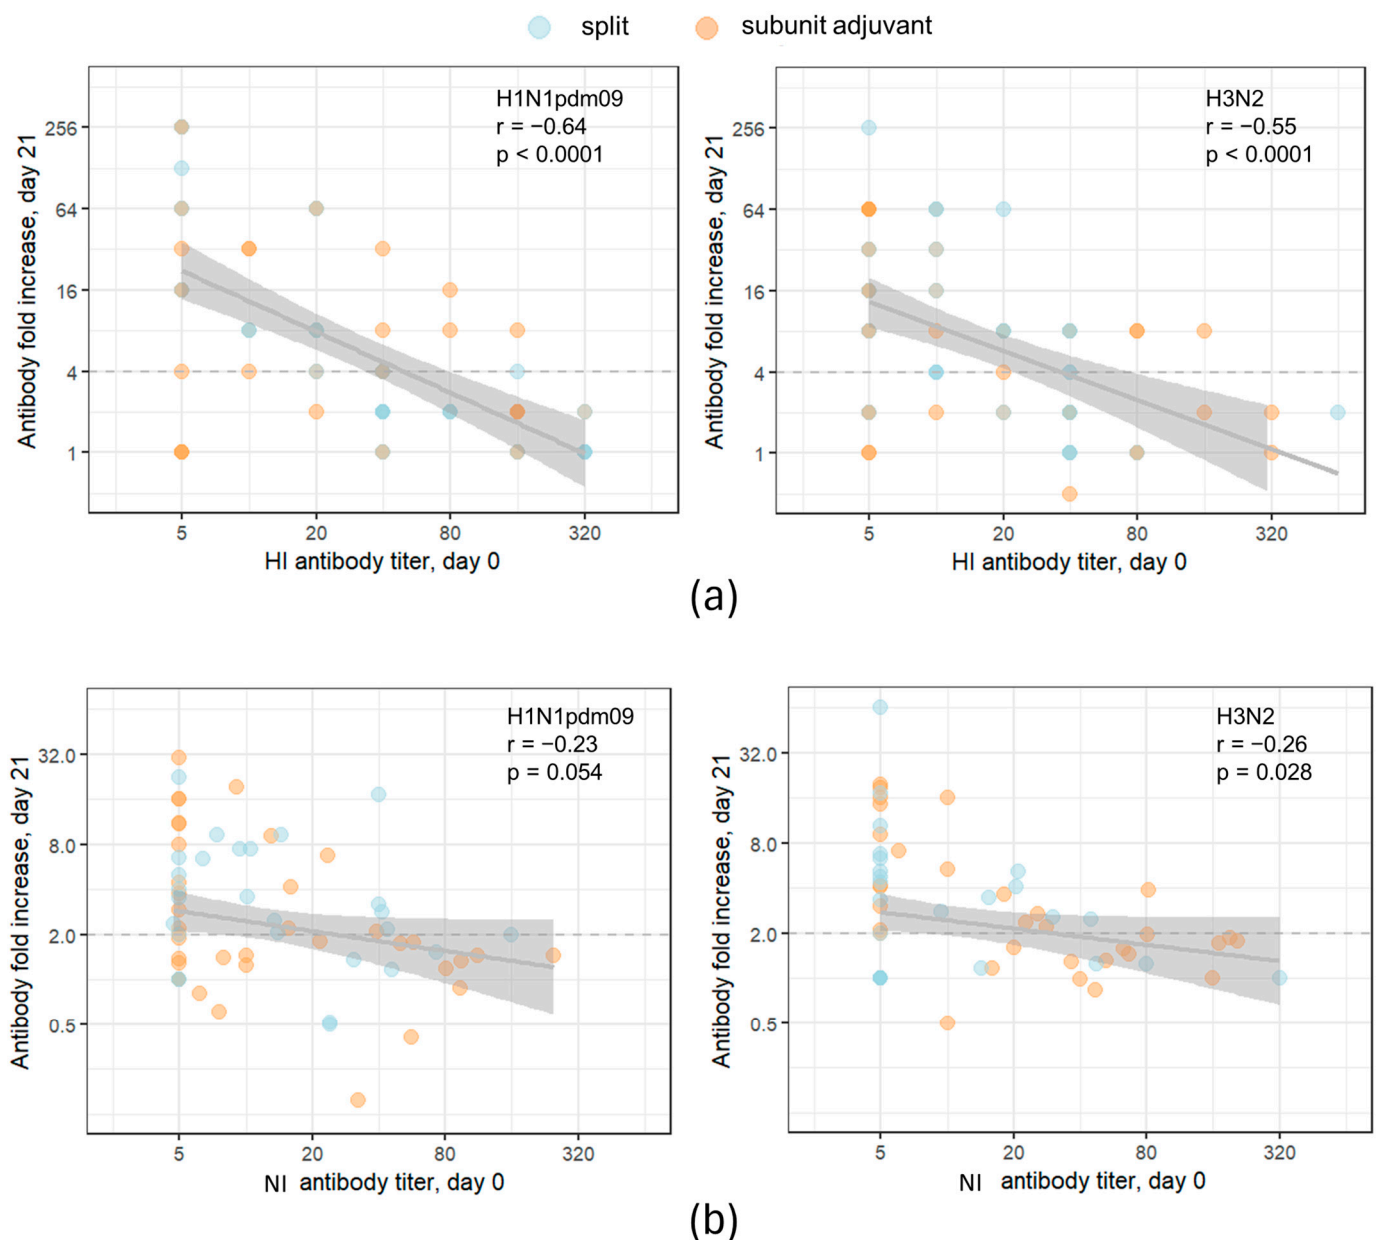 split subunit adjuvant
H1N1pdm09
r = −0.64
p < 0.0001
Antibody fold increase, day 21
256
64
16
4
1
5 20 80 320
HI antibody titer, day 0
H3N2
r = −0.55
p < 0.0001
Antibody fold increase, day 21
256
64
16
4
1
5 20 80 320
HI antibody titer, day 0
(a)
H1N1pdm09
r = −0.23
p = 0.054
Antibody fold increase, day 21
32.0
8.0
2.0
0.5
5 20 80 320
NI antibody titer, day 0
H3N2
r = −0.26
p = 0.028
Antibody fold increase, day 21
32.0
8.0
2.0
0.5
5 20 80 320
NI antibody titer, day 0
(b)